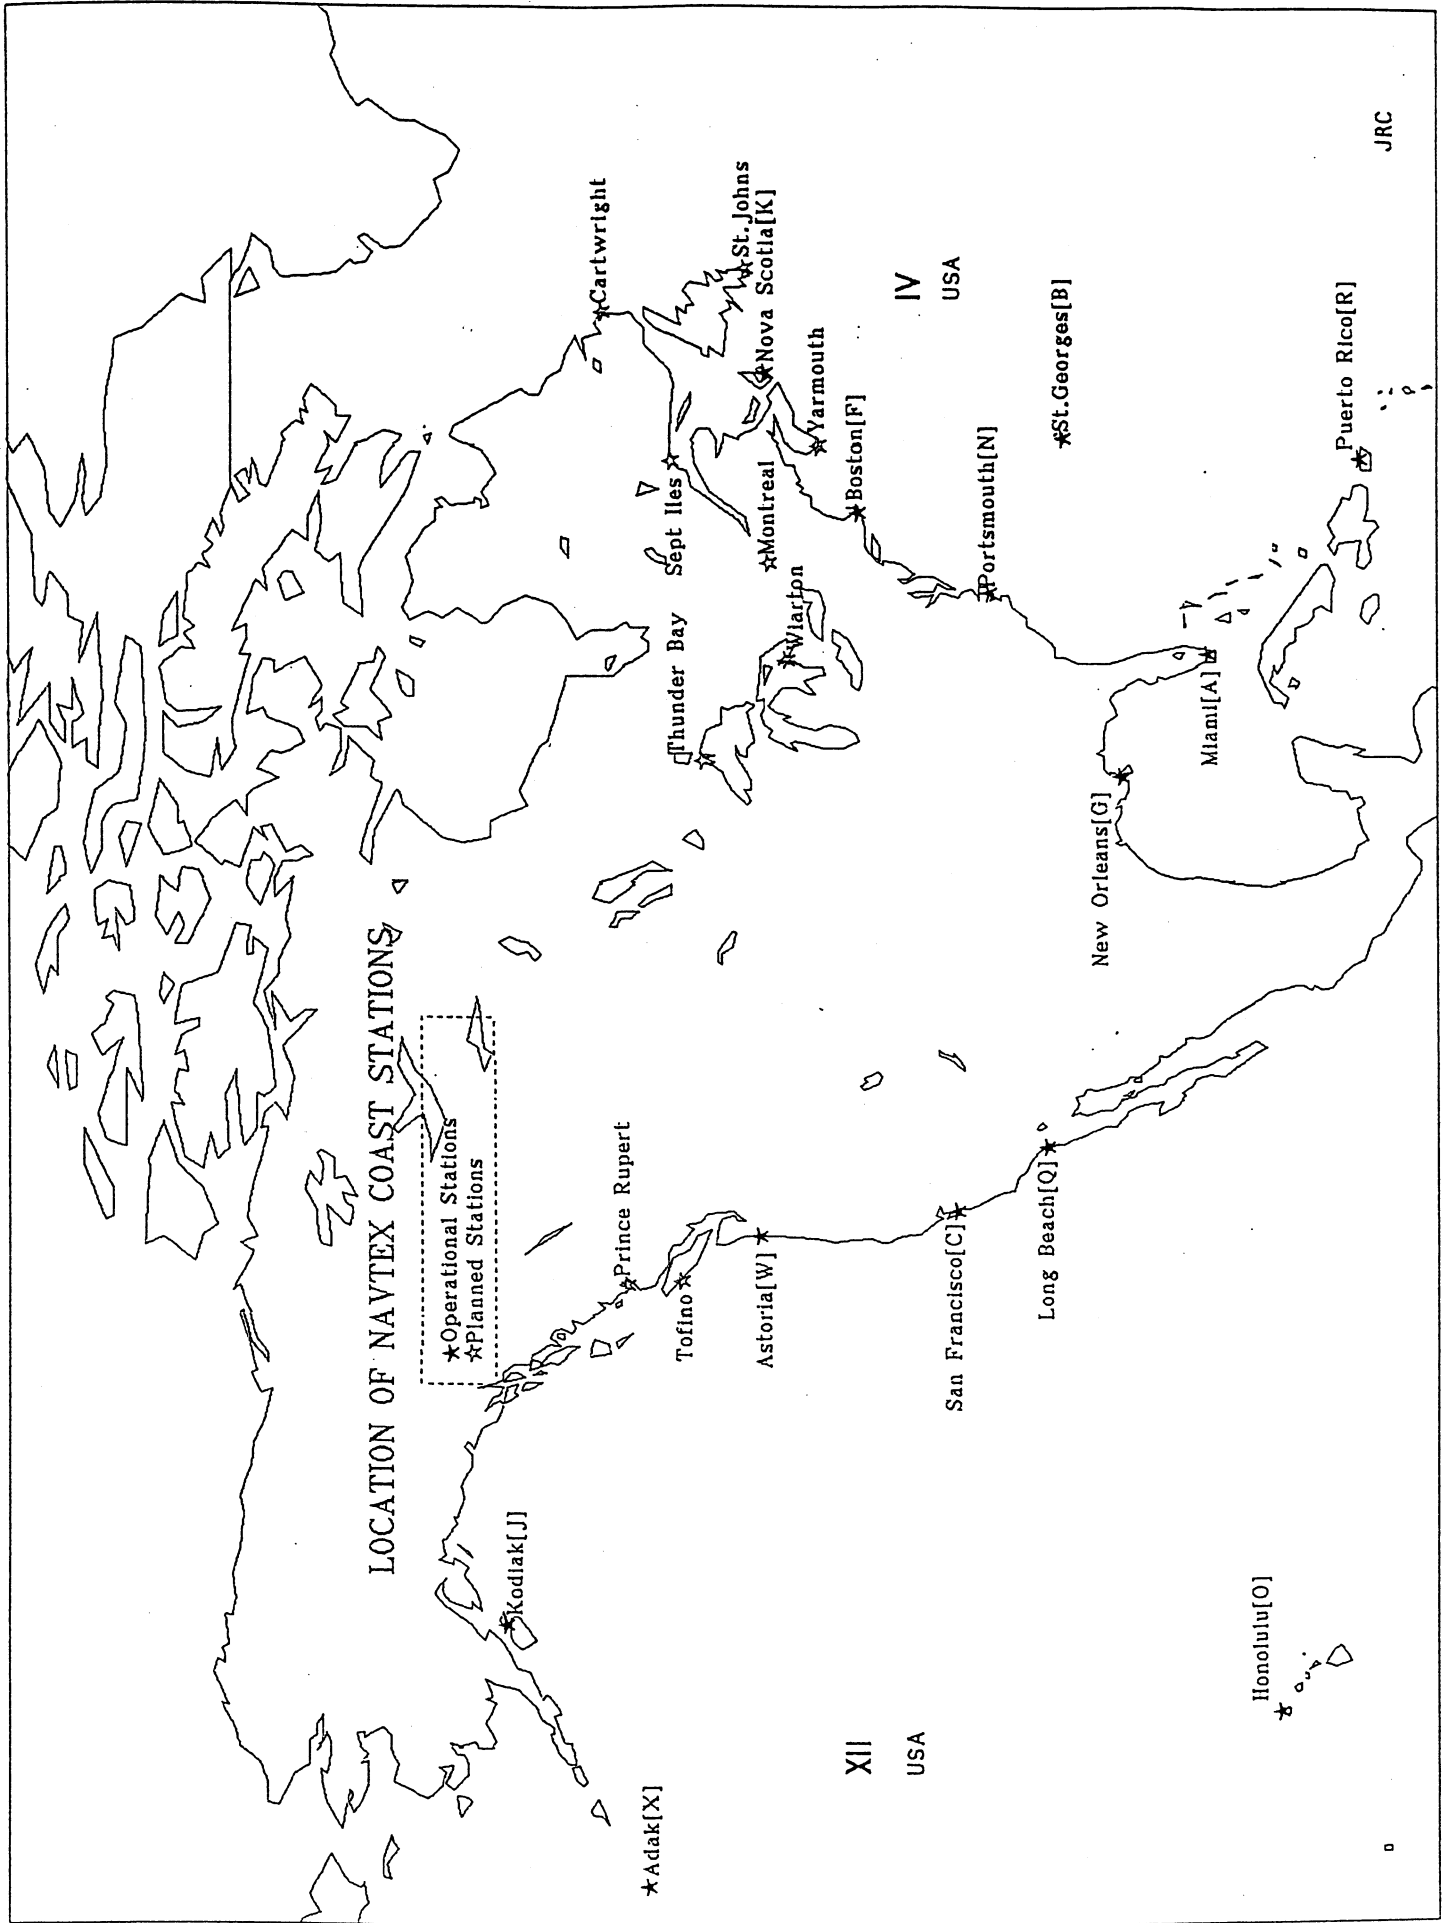 LOCATION OF NAVTEX COAST STATIONS
★Operational Stations
☆Planned Stations
Adak[X]
Kodiak[J]
Prince Rupert
Tofino
Astoria[W]
San Francisco[C]
Long Beach[Q]
Honolulu[O]
XII
USA
Thunder Bay
Wiarton
Sept Iles
Montreal
Cartwright
St.Johns
Nova Scotia[K]
Yarmouth
Boston[F]
Portsmouth[N]
St.Georges[B]
Miami[A]
New Orleans[G]
Puerto Rico[R]
IV
USA
JRC